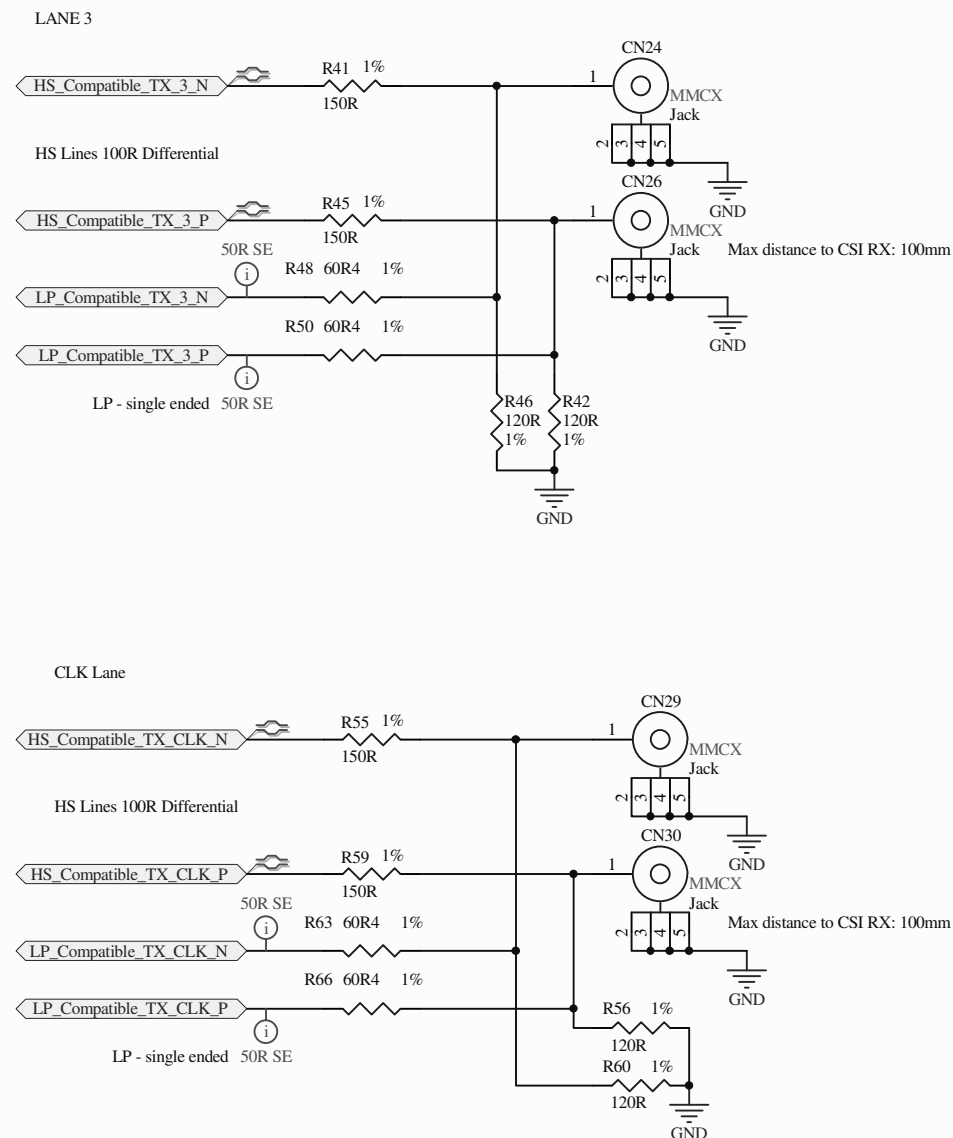 LANE 3
CN24
HS_Compatible_TX_3_N
R41 1%
150R
1
MMCX
Jack
2 3 4 5
GND
HS Lines 100R Differential
CN26
HS_Compatible_TX_3_P
R45 1%
150R
1
MMCX
Jack
Max distance to CSI RX: 100mm
2 3 4 5
GND
50R SE
i
R48 60R4 1%
LP_Compatible_TX_3_N
R50 60R4 1%
LP_Compatible_TX_3_P
i
LP - single ended 50R SE
R46
120R
1%
R42
120R
1%
GND
CLK Lane
CN29
HS_Compatible_TX_CLK_N
R55 1%
150R
1
MMCX
Jack
2 3 4 5
GND
HS Lines 100R Differential
CN30
HS_Compatible_TX_CLK_P
R59 1%
150R
1
MMCX
Jack
Max distance to CSI RX: 100mm
2 3 4 5
GND
50R SE
i
R63 60R4 1%
LP_Compatible_TX_CLK_N
R66 60R4 1%
LP_Compatible_TX_CLK_P
i
LP - single ended 50R SE
R56 1%
120R
R60 1%
120R
GND